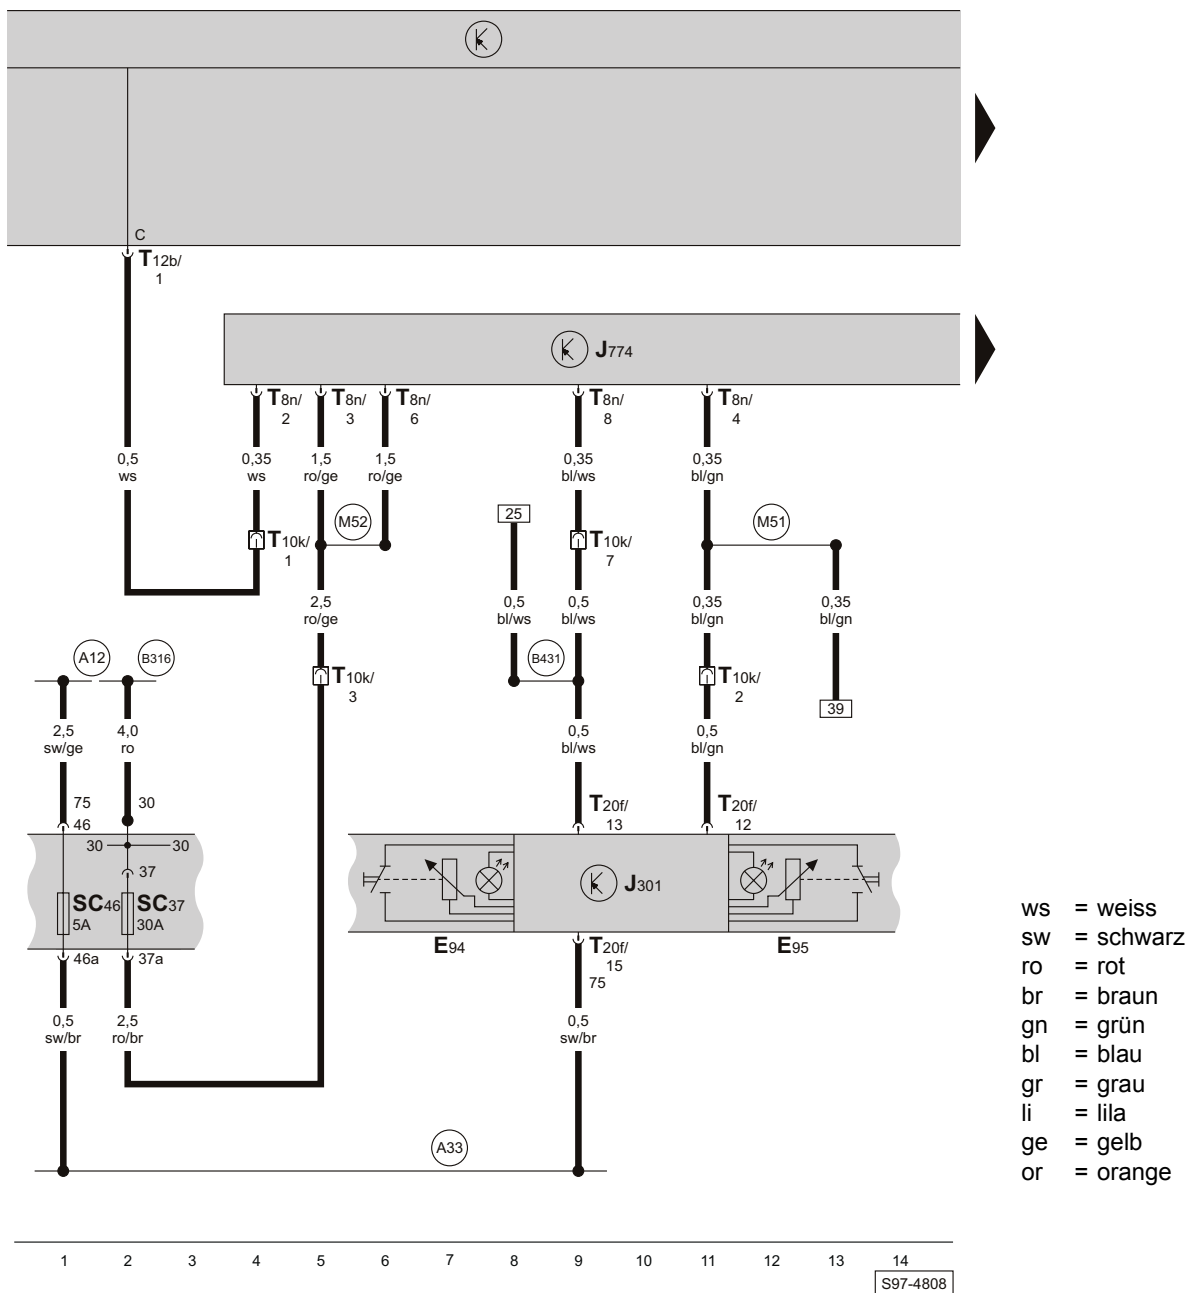 C
T12b/
1
J774
T8n/ T8n/ T8n/ T8n/ T8n/
2 3 6 8 4
0,5 0,35 1,5 1,5 0,35 0,35
ws ws ro/ge ro/ge bl/ws bl/gn
M52 25 M51
T10k/ T10k/
1 7
2,5 0,5 0,5 0,35 0,35
ro/ge bl/ws bl/ws bl/gn bl/gn
A12 B316 B431
T10k/ T10k/
3 2
39
2,5 4,0 0,5 0,5
sw/ge ro bl/ws bl/gn
75 30 T20f/ T20f/
46 13 12
30 30
37
SC46 SC37 J301
5A 30A
E94 T20f/ E95
46a 37a 15
75
0,5 2,5 0,5
sw/br ro/br sw/br
A33
ws = weiss
sw = schwarz
ro = rot
br = braun
gn = grün
bl = blau
gr = grau
li = lila
ge = gelb
or = orange
1 2 3 4 5 6 7 8 9 10 11 12 13 14
S97-4808